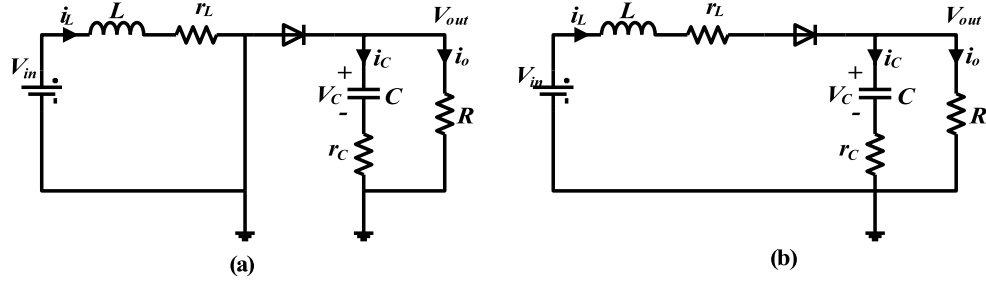 i_L L r_L V_out
V_in i_C i_o
+
V_C C R
-
r_C
(a)
i_L L r_L V_out
V_in i_C i_o
+
V_C C R
-
r_C
(b)